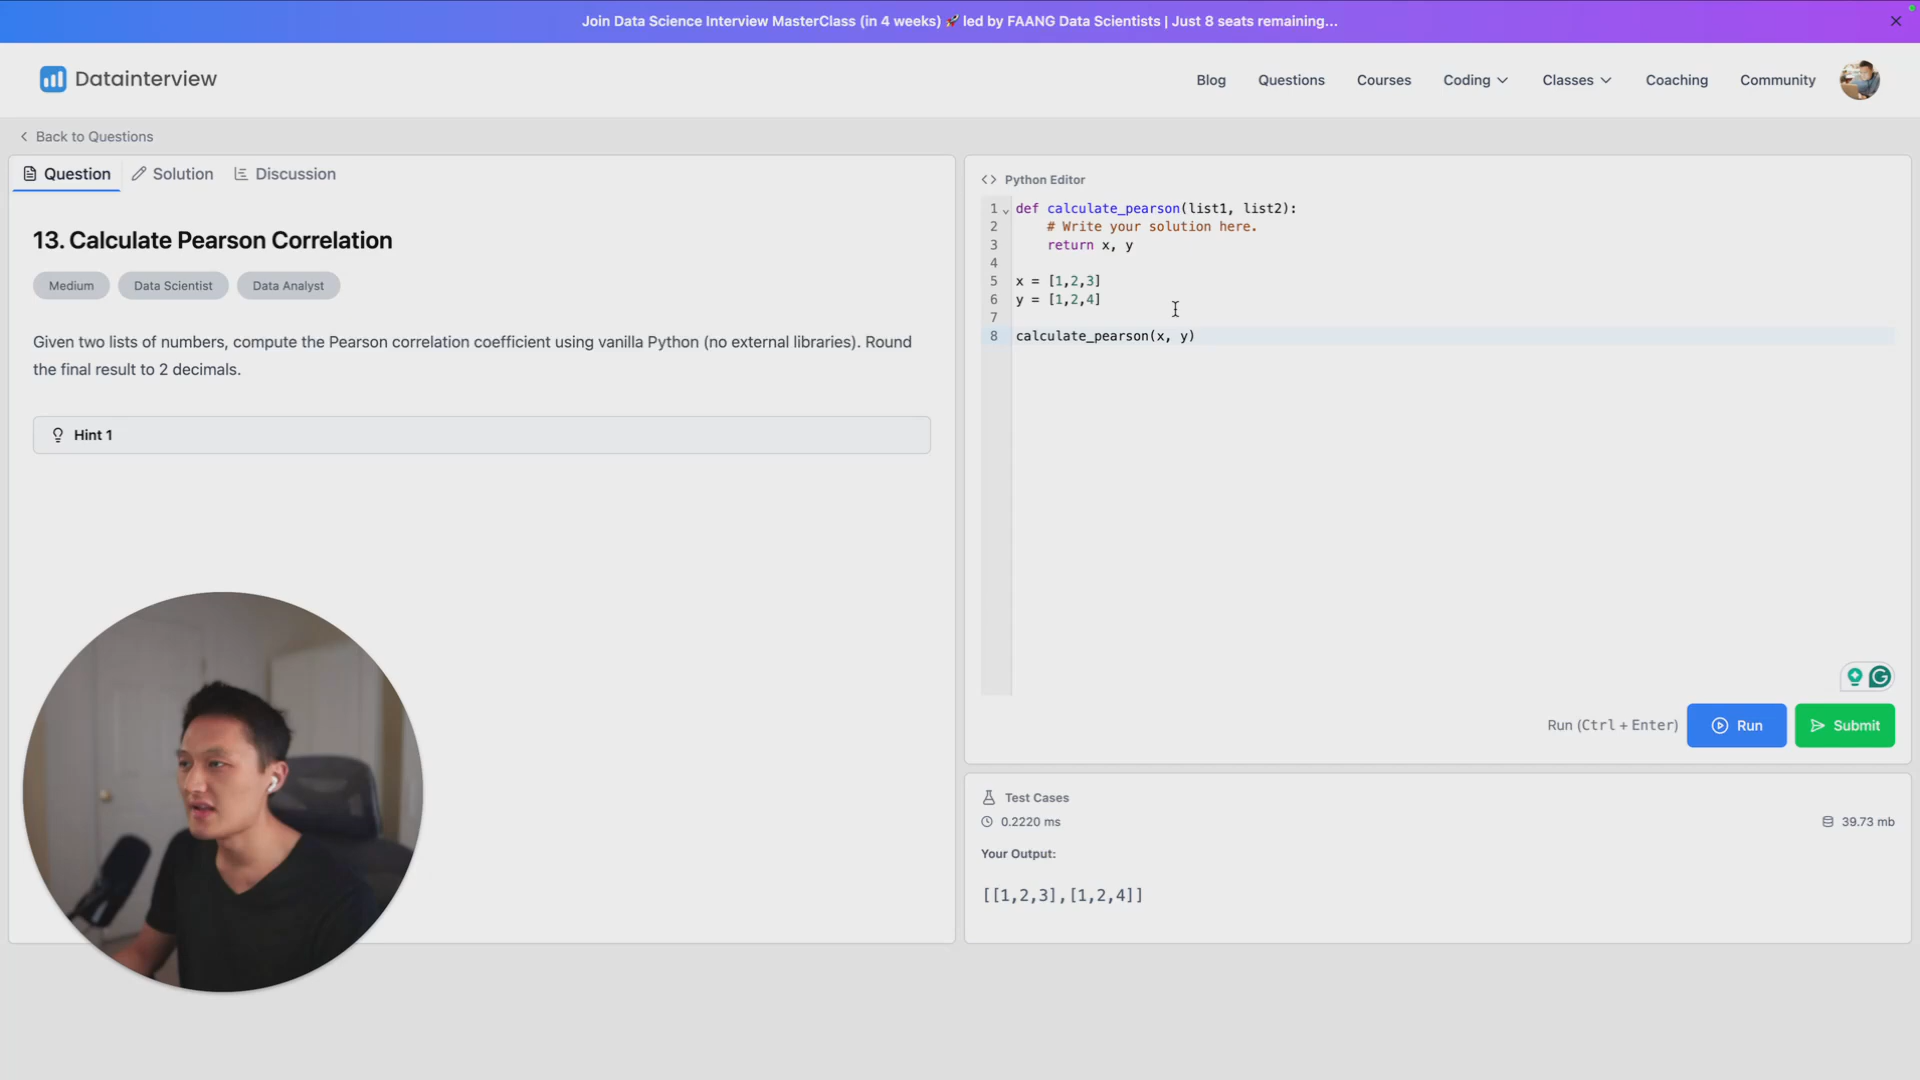 Join Data Science Interview MasterClass (in 4 weeks) 🚀 led by FAANG Data Scientists | Just 8 seats remaining...
Datainterview
Blog
Questions
Courses
Coding
Classes
Coaching
Community
Back to Questions
Question
Solution
Discussion
13. Calculate Pearson Correlation
Medium
Data Scientist
Data Analyst
Given two lists of numbers, compute the Pearson correlation coefficient using vanilla Python (no external libraries). Round
the final result to 2 decimals.
Hint 1
Python Editor
1 def calculate_pearson(list1, list2):
2     # Write your solution here.
3     return x, y
4
5 x = [1,2,3]
6 y = [1,2,4]
7
8 calculate_pearson(x, y)
Run (Ctrl + Enter)
Run
Submit
Test Cases
0.2220 ms
39.73 mb
Your Output:
[[1,2,3],[1,2,4]]